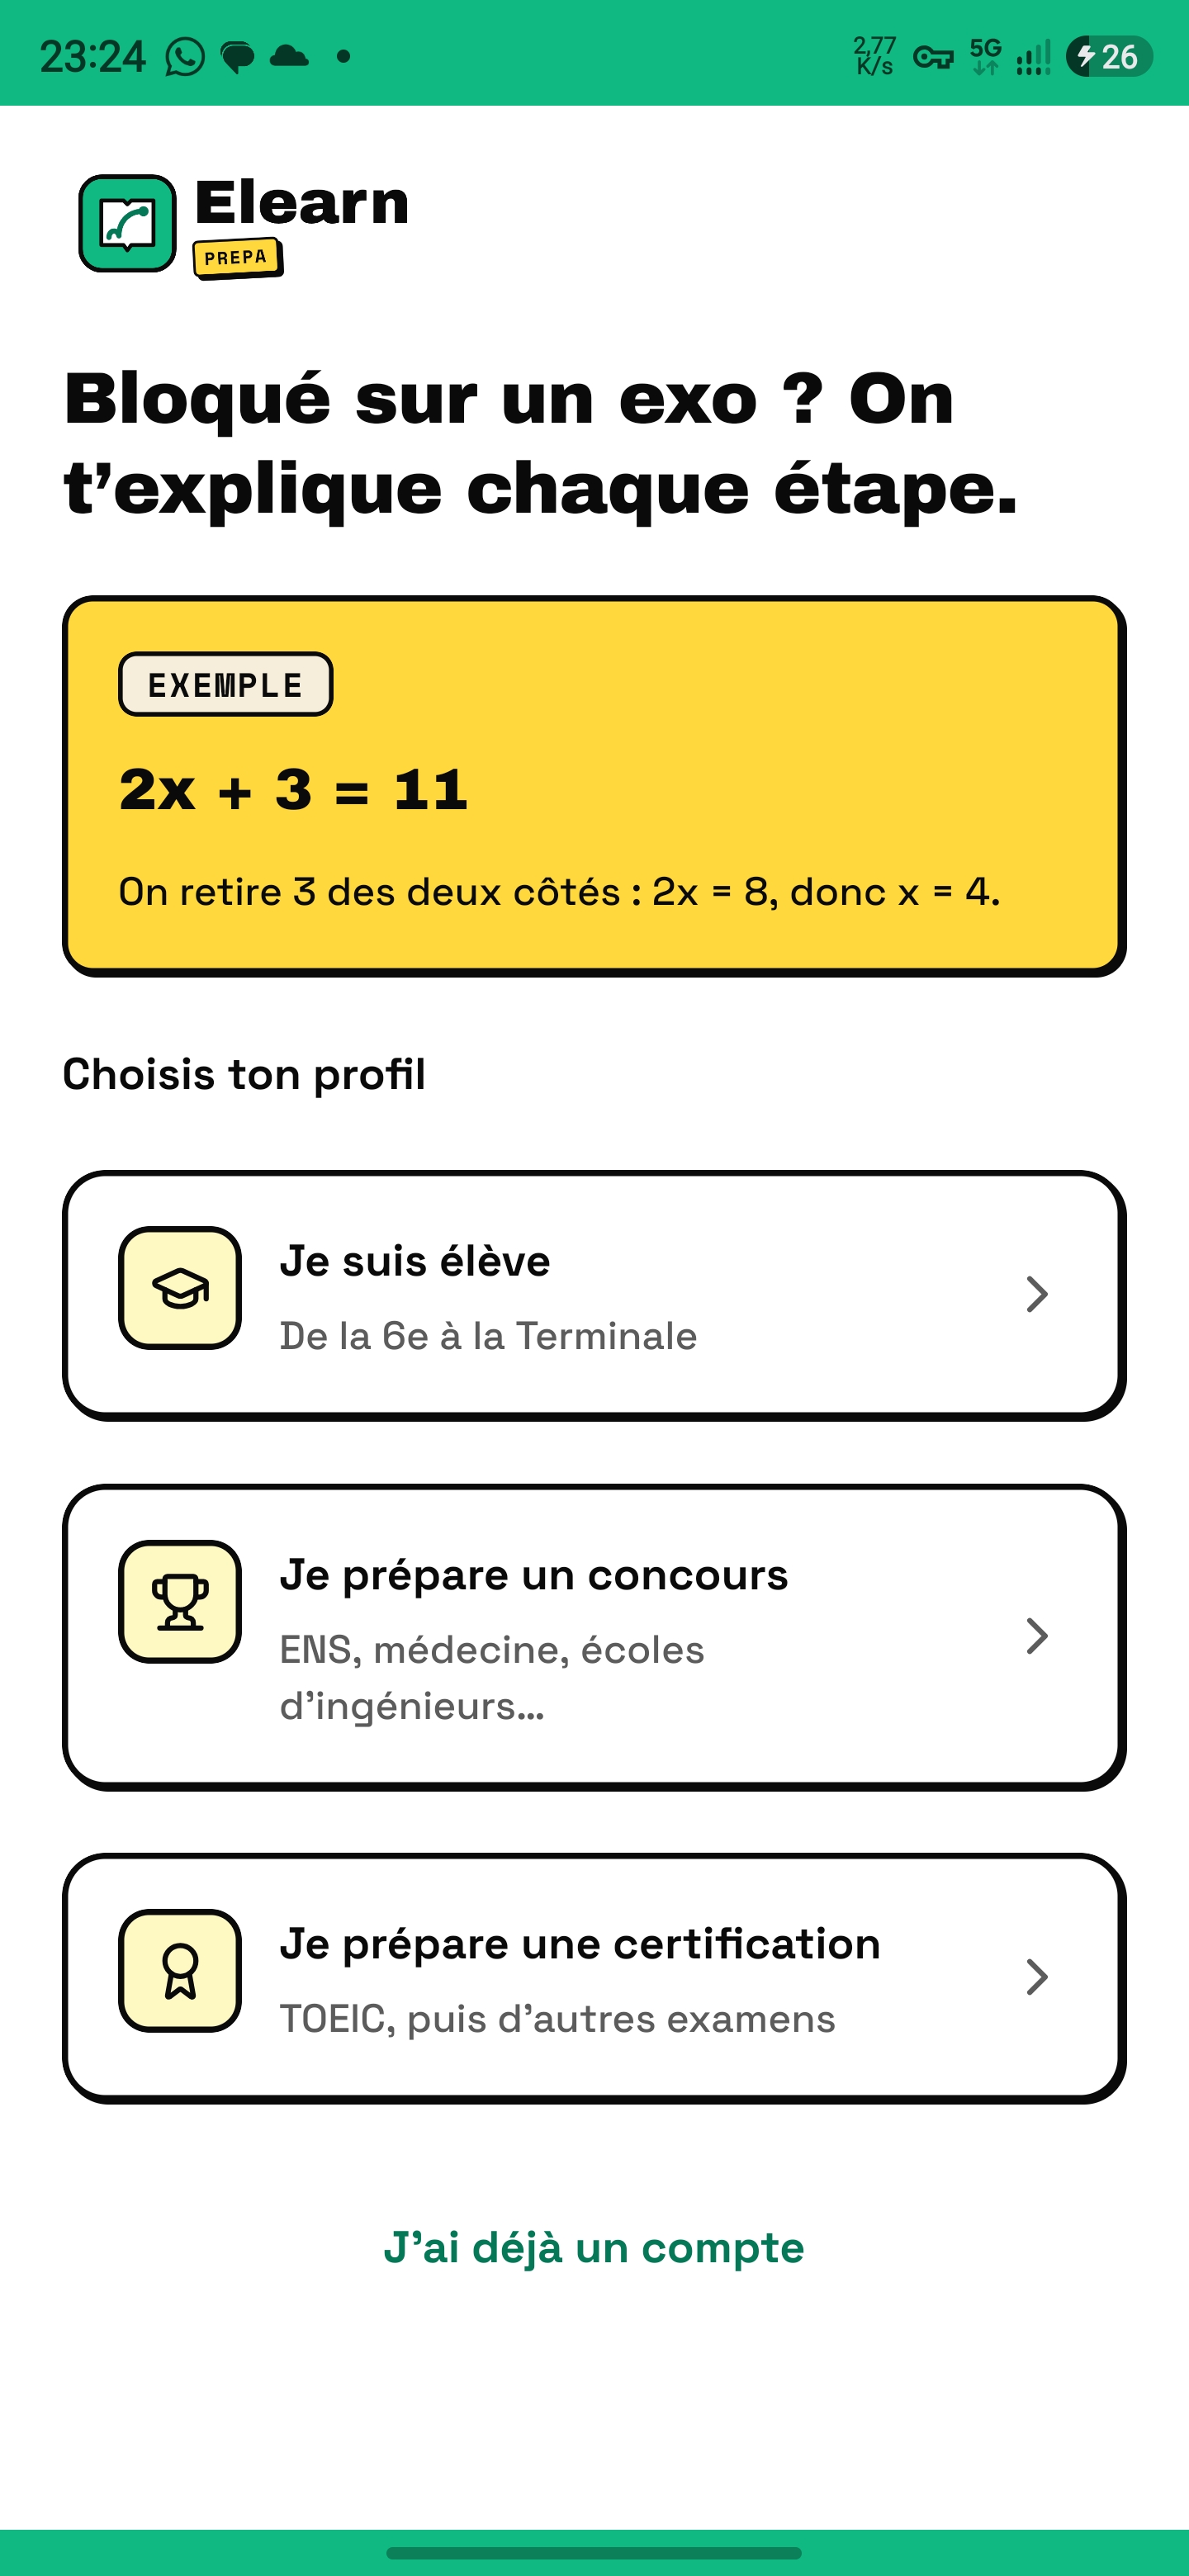 23:24
2,77
K/s
5G
26
Elearn
PREPA
Bloqué sur un exo ? On
t’explique chaque étape.
EXEMPLE
2x + 3 = 11
On retire 3 des deux côtés : 2x = 8, donc x = 4.
Choisis ton profil
Je suis élève
De la 6e à la Terminale
Je prépare un concours
ENS, médecine, écoles
d’ingénieurs...
Je prépare une certification
TOEIC, puis d’autres examens
J’ai déjà un compte